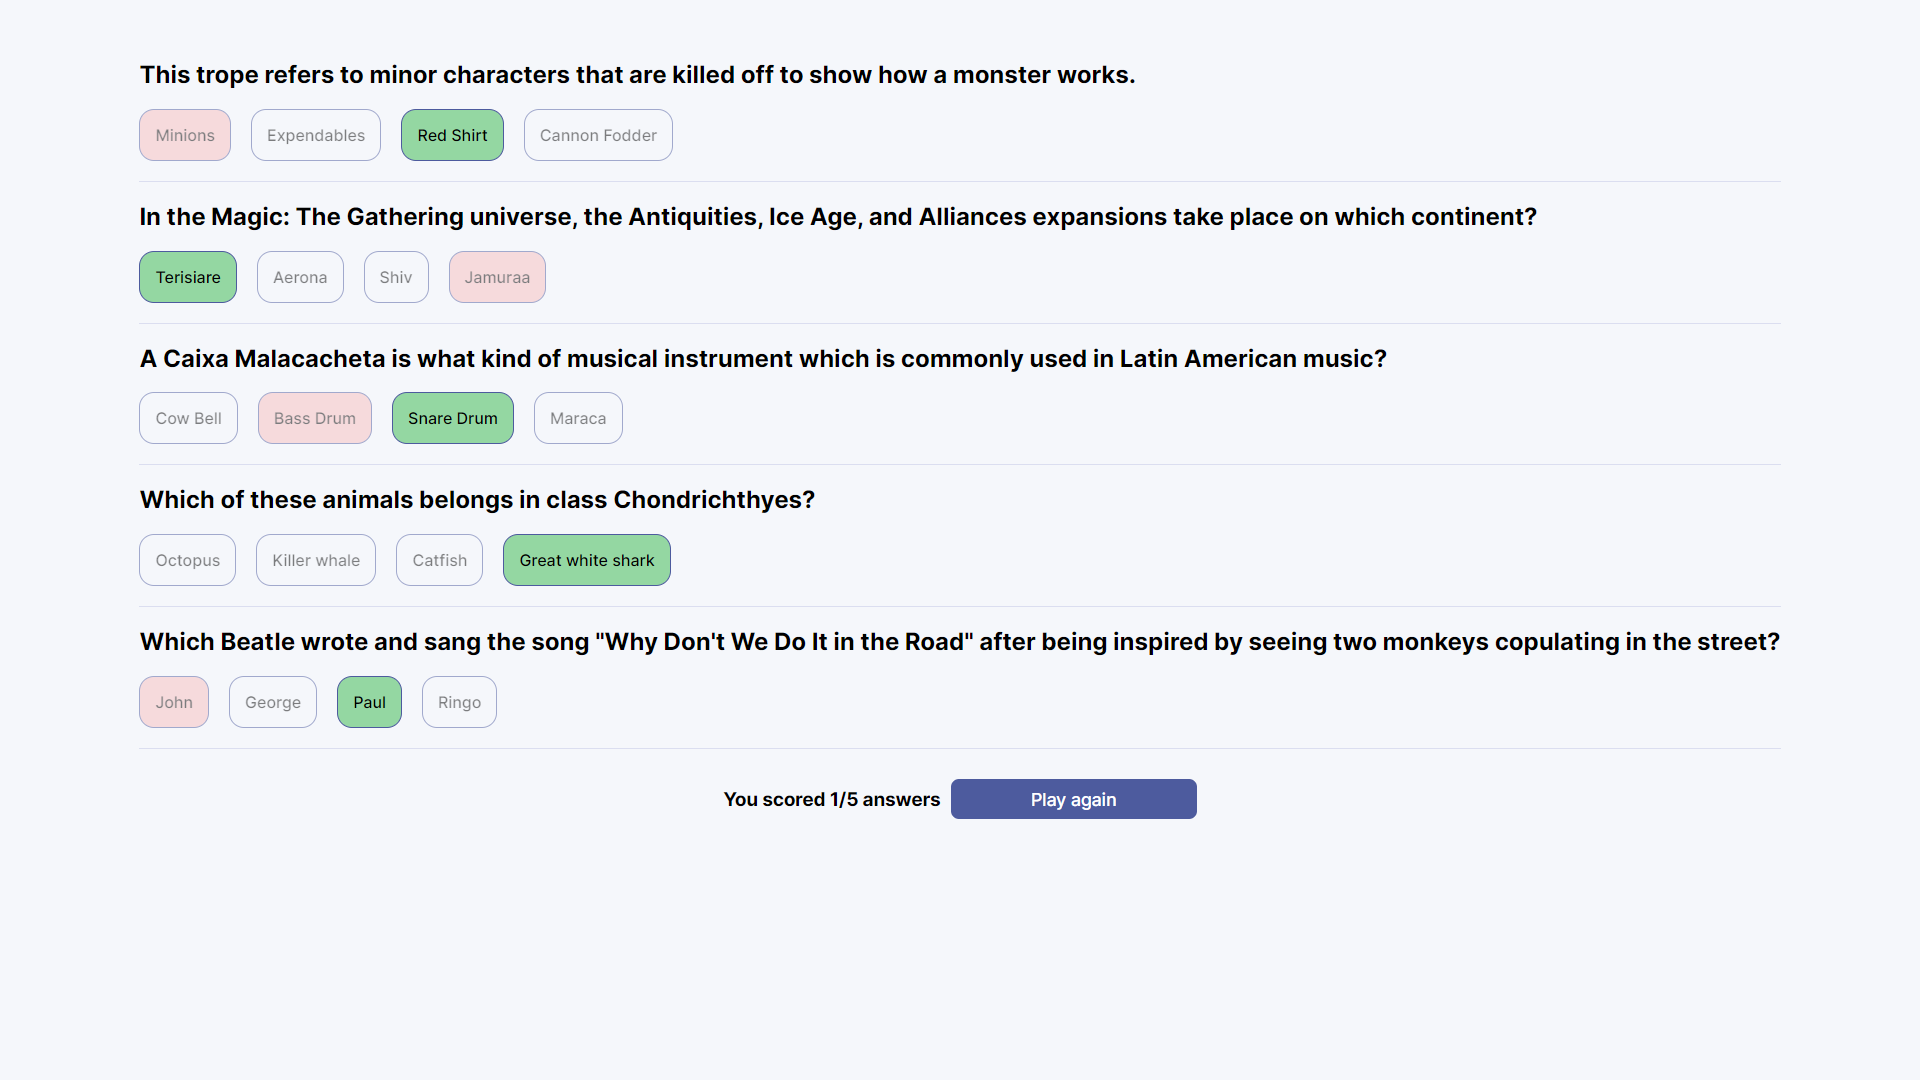 This trope refers to minor characters that are killed off to show how a monster works.
Minions Expendables Red Shirt Cannon Fodder
In the Magic: The Gathering universe, the Antiquities, Ice Age, and Alliances expansions take place on which continent?
Terisiare Aerona Shiv Jamuraa
A Caixa Malacacheta is what kind of musical instrument which is commonly used in Latin American music?
Cow Bell Bass Drum Snare Drum Maraca
Which of these animals belongs in class Chondrichthyes?
Octopus Killer whale Catfish Great white shark
Which Beatle wrote and sang the song "Why Don't We Do It in the Road" after being inspired by seeing two monkeys copulating in the street?
John George Paul Ringo
You scored 1/5 answers Play again